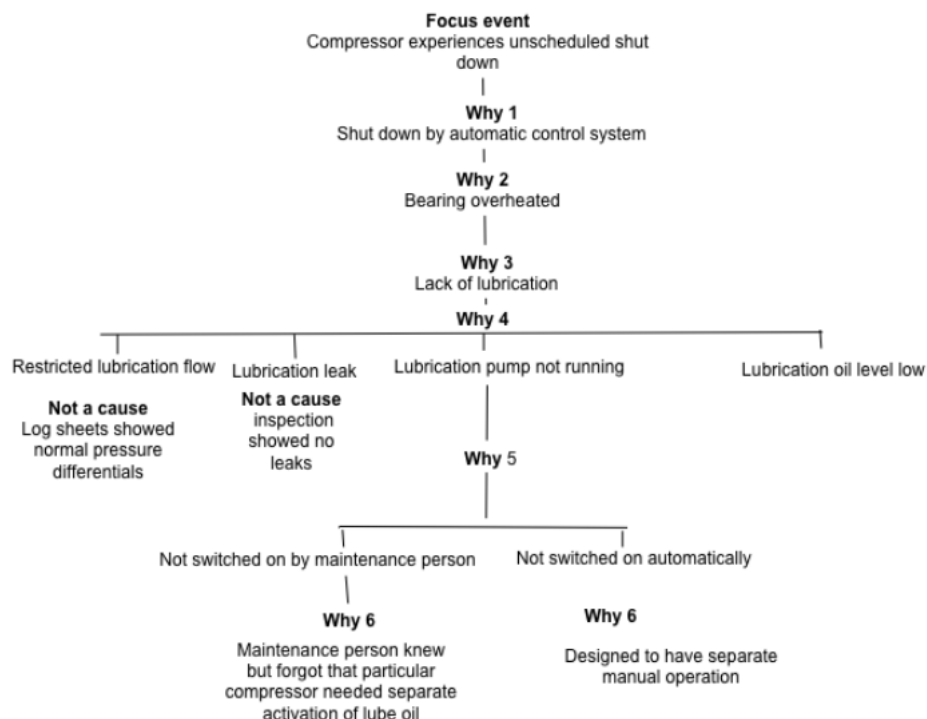 Focus event
Compressor experiences unscheduled shut
down
Why 1
Shut down by automatic control system
Why 2
Bearing overheated
Why 3
Lack of lubrication
Why 4
Restricted lubrication flow
Not a cause
Log sheets showed
normal pressure
differentials
Lubrication leak
Not a cause
inspection
showed no
leaks
Lubrication pump not running
Lubrication oil level low
Why 5
Not switched on by maintenance person
Not switched on automatically
Why 6
Maintenance person knew
but forgot that particular
compressor needed separate
activation of lube oil
Why 6
Designed to have separate
manual operation